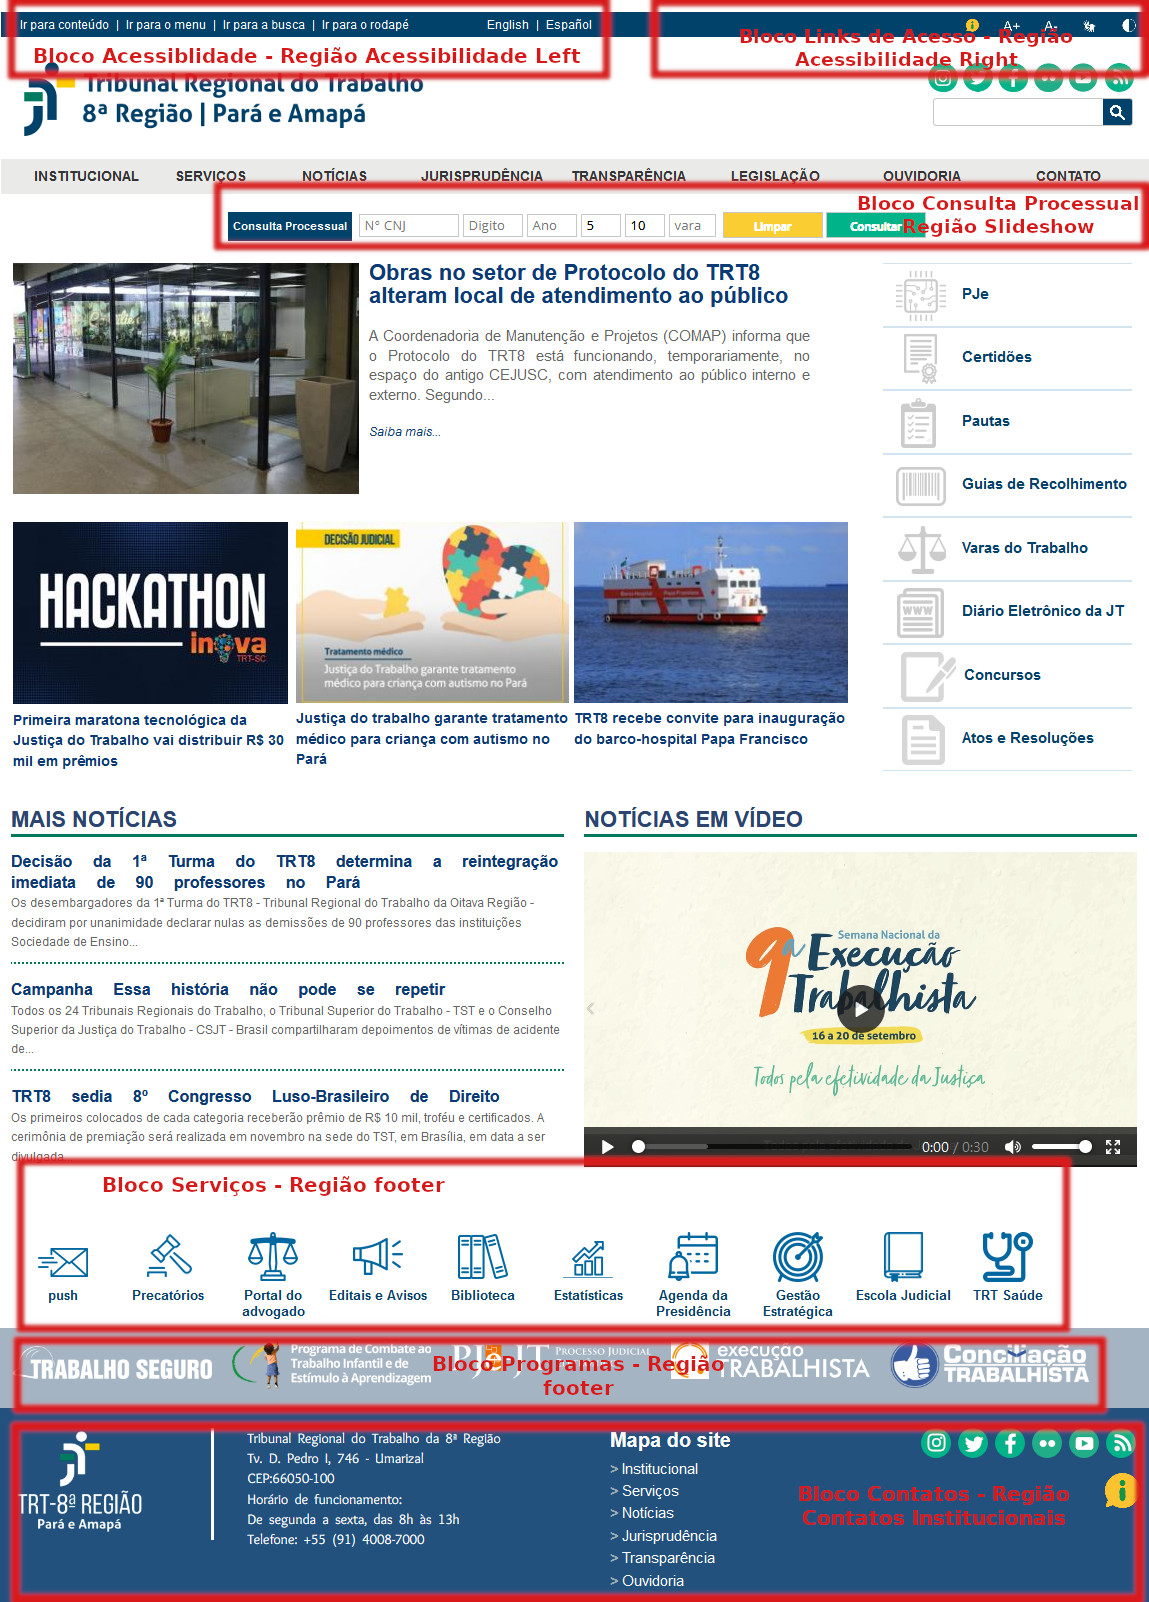 Ir para conteúdo | Ir para o menu | Ir para a busca | Ir para o rodapé
English | Español
A+ A-
Bloco Acessiblidade - Região Acessibilidade Left
Bloco Links de Acesso - Região
Acessibilidade Right
Tribunal Regional do Trabalho
8ª Região | Pará e Amapá
INSTITUCIONAL SERVIÇOS NOTÍCIAS JURISPRUDÊNCIA TRANSPARÊNCIA LEGISLAÇÃO OUVIDORIA CONTATO
Bloco Consulta Processual
Região Slideshow
Consulta Processual N° CNJ Digito Ano 5 10 vara Limpar Consultar
Obras no setor de Protocolo do TRT8
alteram local de atendimento ao público
A Coordenadoria de Manutenção e Projetos (COMAP) informa que
o Protocolo do TRT8 está funcionando, temporariamente, no
espaço do antigo CEJUSC, com atendimento ao público interno e
externo. Segundo...
Saiba mais...
PJe
Certidões
Pautas
Guias de Recolhimento
Varas do Trabalho
WWW
Diário Eletrônico da JT
Concursos
Atos e Resoluções
HACKATHON
inova
TRT-SC
Primeira maratona tecnológica da
Justiça do Trabalho vai distribuir R$ 30
mil em prêmios
DECISÃO JUDICIAL
Tratamento médico
Justiça do Trabalho garante tratamento
médico para criança com autismo no Pará
Justiça do trabalho garante tratamento
médico para criança com autismo no
Pará
TRT8 recebe convite para inauguração
do barco-hospital Papa Francisco
MAIS NOTÍCIAS
Decisão da 1ª Turma do TRT8 determina a reintegração
imediata de 90 professores no Pará
Os desembargadores da 1ª Turma do TRT8 - Tribunal Regional do Trabalho da Oitava Região -
decidiram por unanimidade declarar nulas as demissões de 90 professores das instituições
Sociedade de Ensino...
Campanha Essa história não pode se repetir
Todos os 24 Tribunais Regionais do Trabalho, o Tribunal Superior do Trabalho - TST e o Conselho
Superior da Justiça do Trabalho - CSJT - Brasil compartilharam depoimentos de vítimas de acidente
de...
TRT8 sedia 8º Congresso Luso-Brasileiro de Direito
Os primeiros colocados de cada categoria receberão prêmio de R$ 10 mil, troféu e certificados. A
cerimônia de premiação será realizada em novembro na sede do TST, em Brasília, em data a ser
divulgada
NOTÍCIAS EM VÍDEO
Semana Nacional da
9ª Execução
Trabalhista
16 a 20 de setembro
Todos pela efetividade da Justiça
0:00 / 0:30
Bloco Serviços - Região footer
push
Precatórios
Portal do
advogado
Editais e Avisos
Biblioteca
Estatísticas
Agenda da
Presidência
Gestão
Estratégica
Escola Judicial
TRT Saúde
TRABALHO SEGURO
Programa de Combate ao
Trabalho Infantil e de
Estímulo à Aprendizagem
PJe JT PROCESSO JUDICIAL
execução
TRABALHISTA
Conciliação
TRABALHISTA
Bloco Programas - Região
footer
TRT-8ª REGIÃO
Pará e Amapá
Tribunal Regional do Trabalho da 8ª Região
Tv. D. Pedro I, 746 - Umarizal
CEP:66050-100
Horário de funcionamento:
De segunda a sexta, das 8h às 13h
Telefone: +55 (91) 4008-7000
Mapa do site
> Institucional
> Serviços
> Notícias
> Jurisprudência
> Transparência
> Ouvidoria
Bloco Contatos - Região
Contatos Institucionais